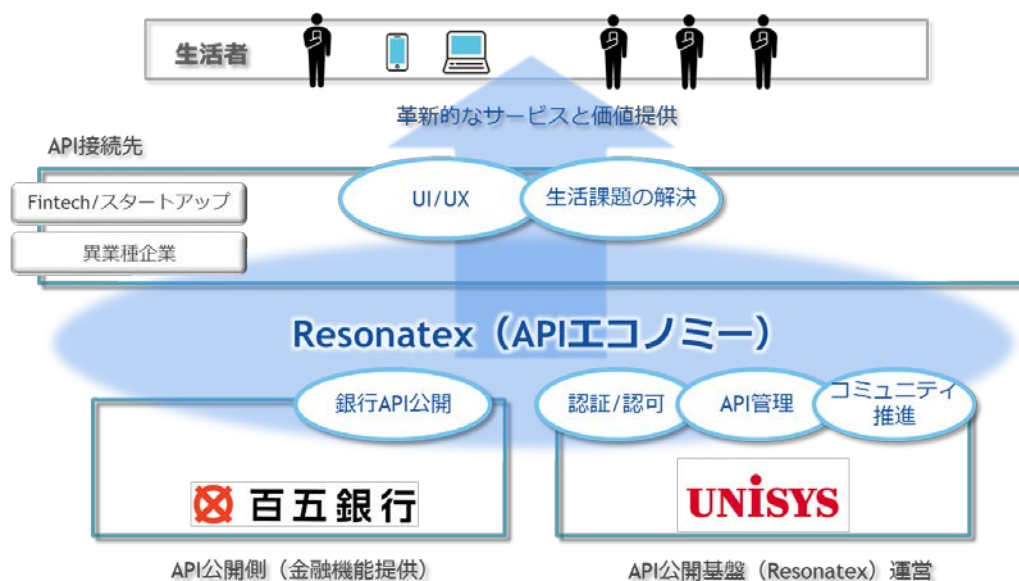 生活者
革新的なサービスと価値提供
API接続先
Fintech/スタートアップ
UI/UX
生活課題の解決
異業種企業
Resonatex（APIエコノミー）
銀行API公開
認証/認可
API管理
コミュニティ
推進
百五銀行
UNiSYS
API公開側（金融機能提供）
API公開基盤（Resonatex）運営